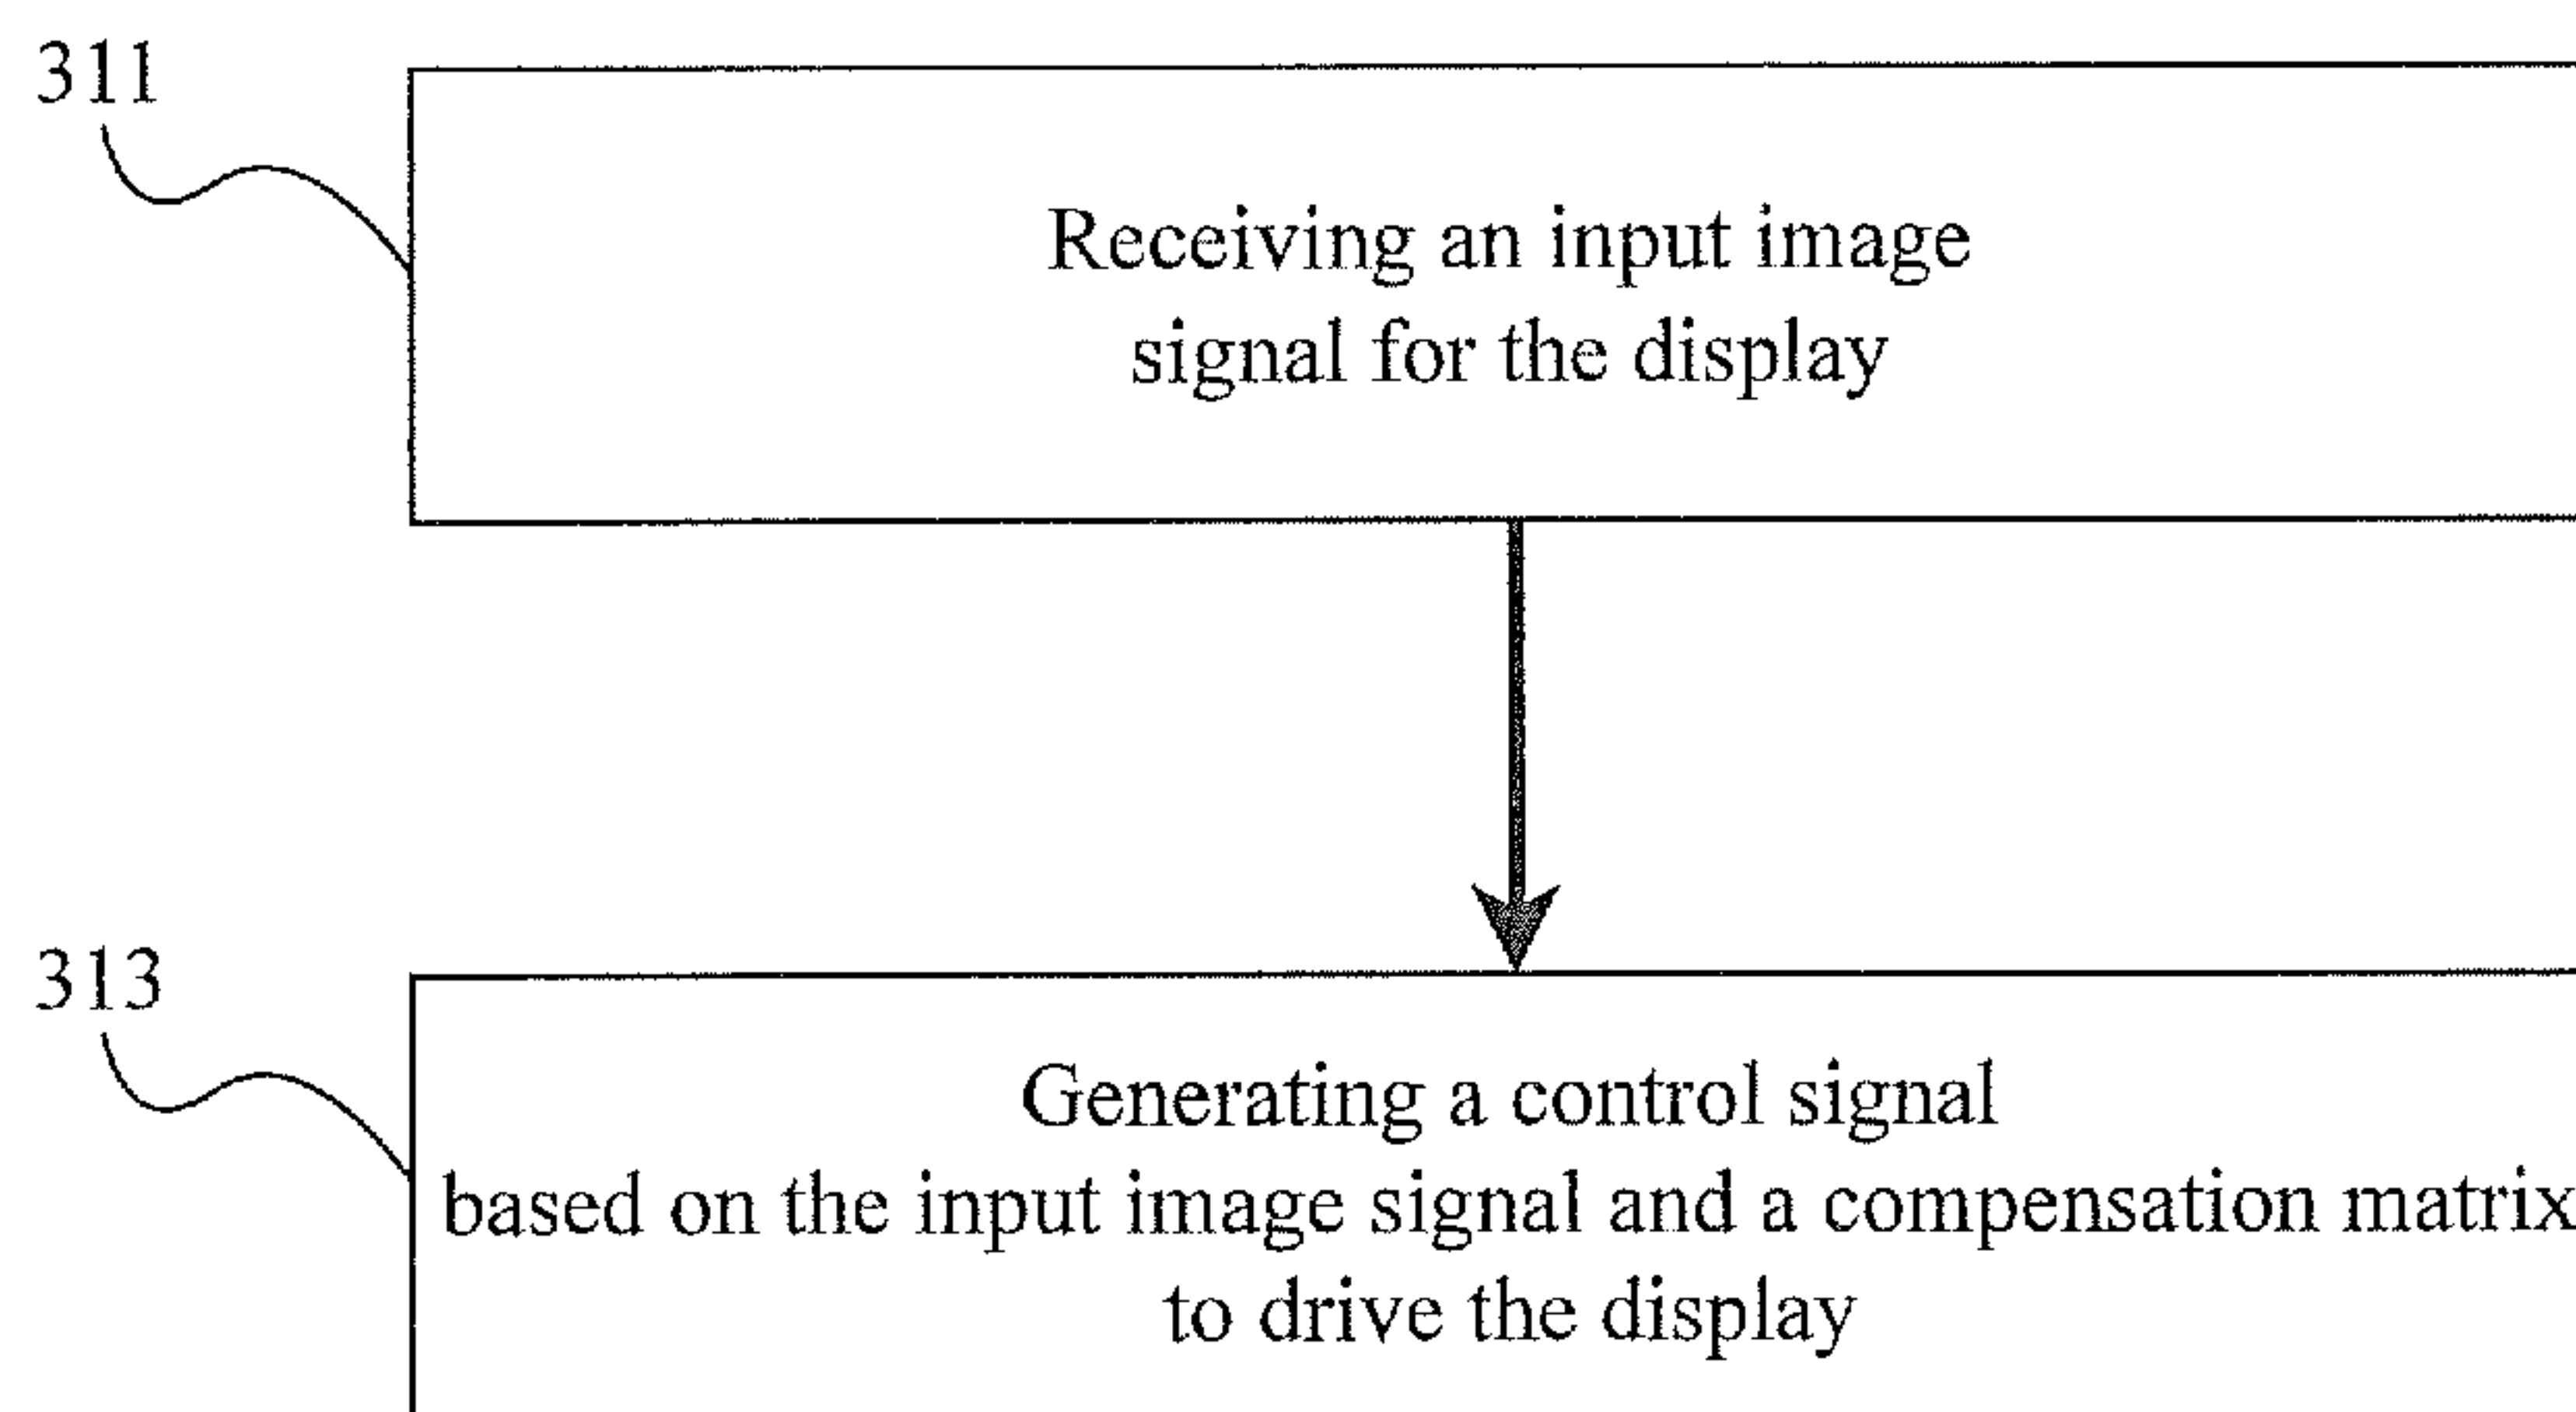 311
Receiving an input image
signal for the display
313
Generating a control signal
based on the input image signal and a compensation matrix
to drive the display